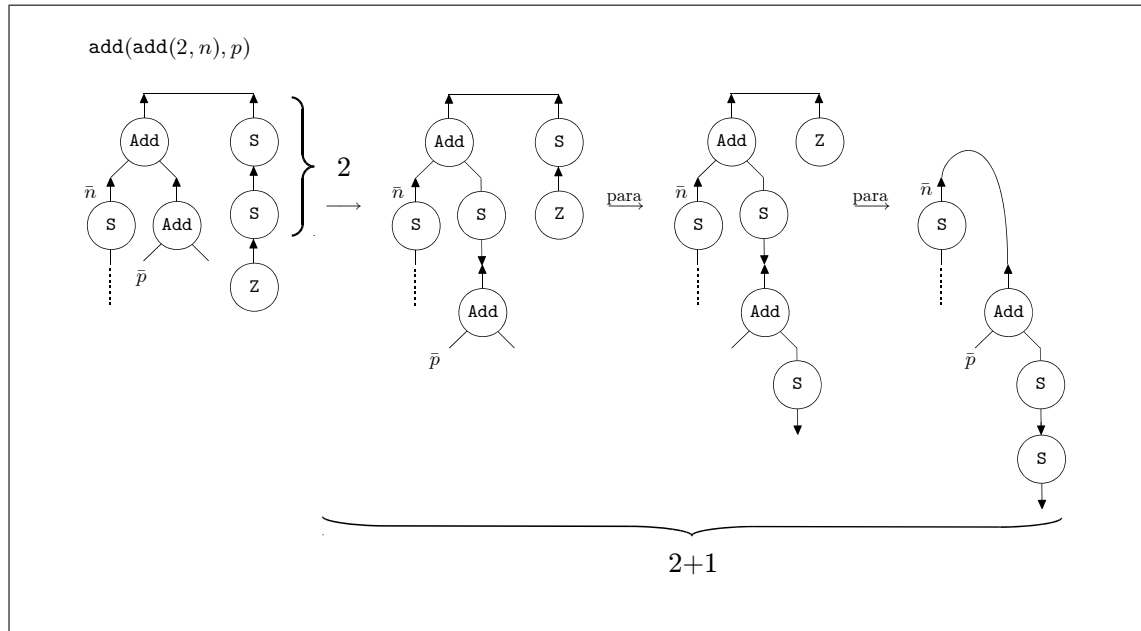 add(add(2, n), p)
Add S Add S Add Z
2
n̄ n̄ n̄ n̄
S Add S → S S Z para → S S para → S
p̄ Z Add Add Add
p̄ p̄
S S
S
2+1